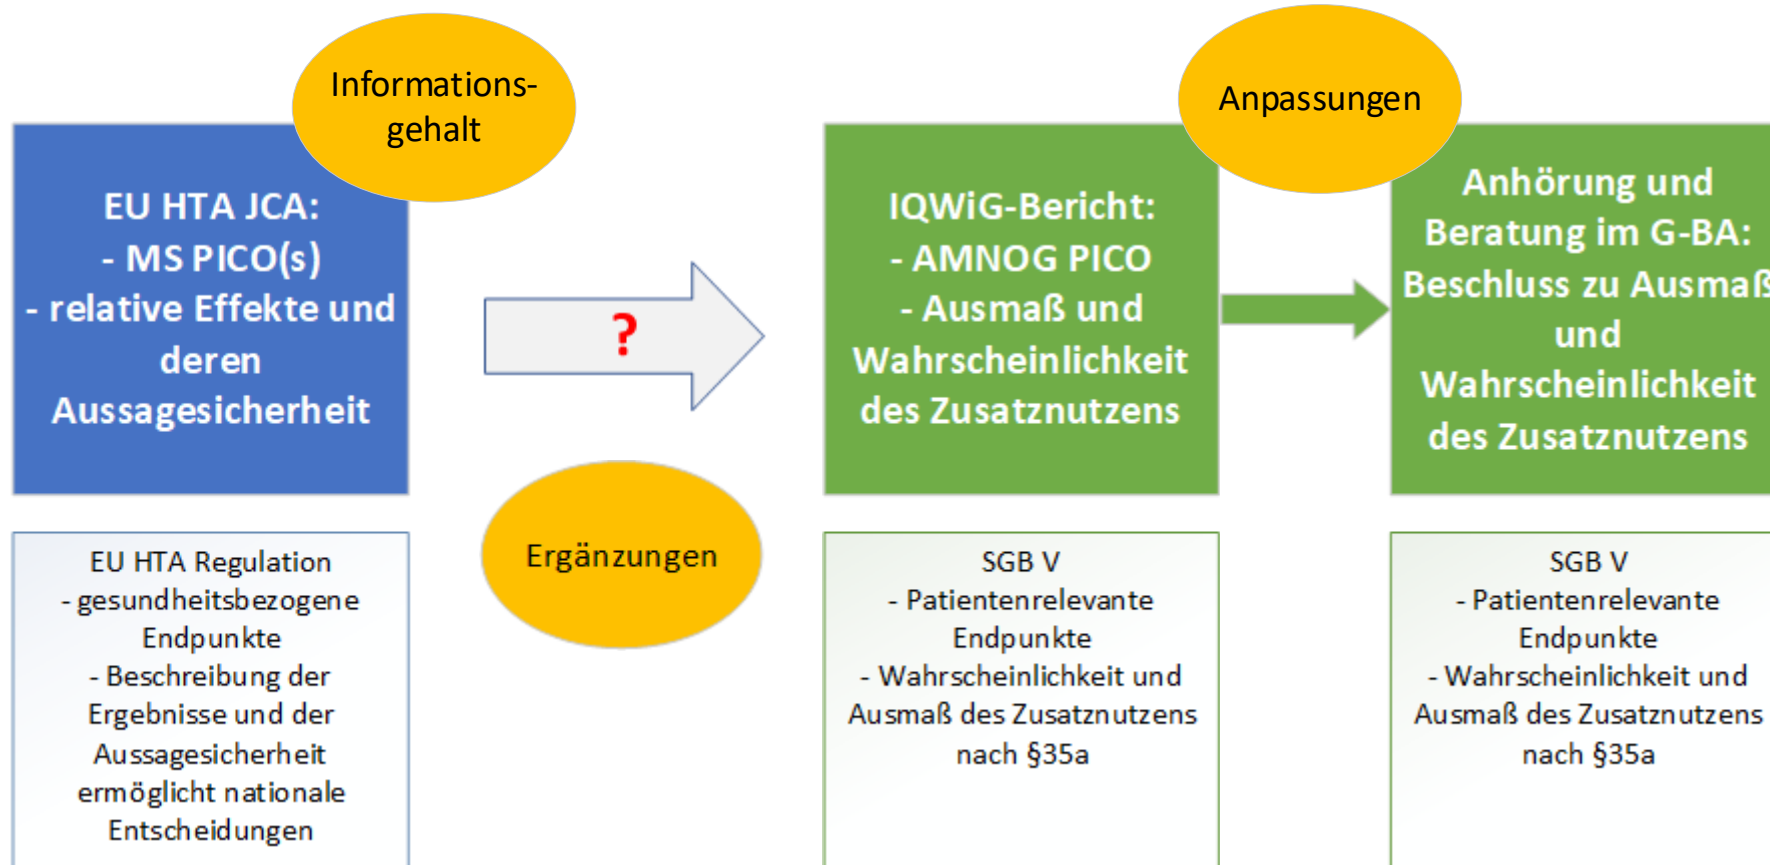 Informations-
gehalt
EU HTA JCA:
- MS PICO(s)
- relative Effekte und
deren
Aussagesicherheit
?
Ergänzungen
IQWiG-Bericht:
- AMNOG PICO
- Ausmaß und
Wahrscheinlichkeit
des Zusatznutzens
Anpassungen
Anhörung und
Beratung im G-BA:
Beschluss zu Ausmaß
und
Wahrscheinlichkeit
des Zusatznutzens
EU HTA Regulation
- gesundheitsbezogene
Endpunkte
- Beschreibung der
Ergebnisse und der
Aussagesicherheit
ermöglicht nationale
Entscheidungen
SGB V
- Patientenrelevante
Endpunkte
- Wahrscheinlichkeit und
Ausmaß des Zusatznutzens
nach §35a
SGB V
- Patientenrelevante
Endpunkte
- Wahrscheinlichkeit und
Ausmaß des Zusatznutzens
nach §35a